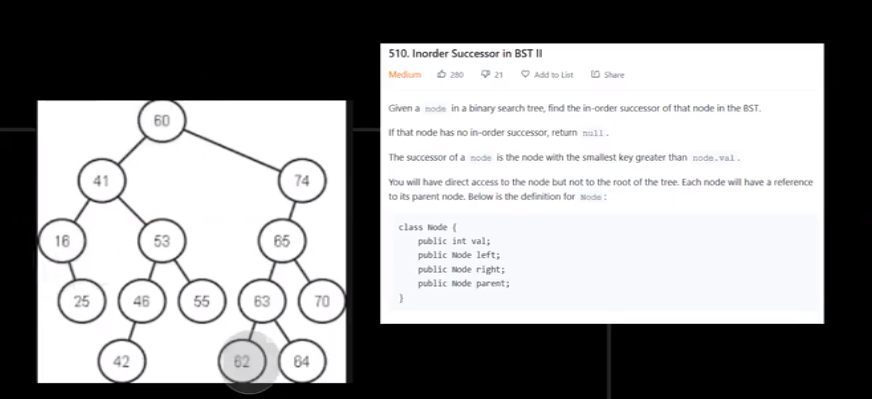 60
41
74
16
53
65
25
46
55
63
70
42
62
64
510. Inorder Successor in BST II
Medium 280 21 Add to List Share
Given a node in a binary search tree, find the in-order successor of that node in the BST.
If that node has no in-order successor, return null.
The successor of a node is the node with the smallest key greater than node.val.
You will have direct access to the node but not to the root of the tree. Each node will have a reference
to its parent node. Below is the definition for Node:
class Node {
    public int val;
    public Node left;
    public Node right;
    public Node parent;
}